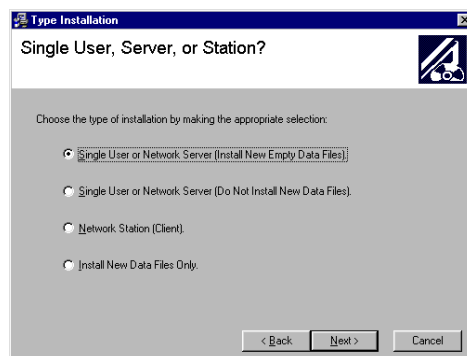 Type Installation
Single User, Server, or Station?
Choose the type of installation by making the appropriate selection:
Single User or Network Server (Install New Empty Data Files).
Single User or Network Server (Do Not Install New Data Files).
Network Station (Client).
Install New Data Files Only.
< Back Next > Cancel